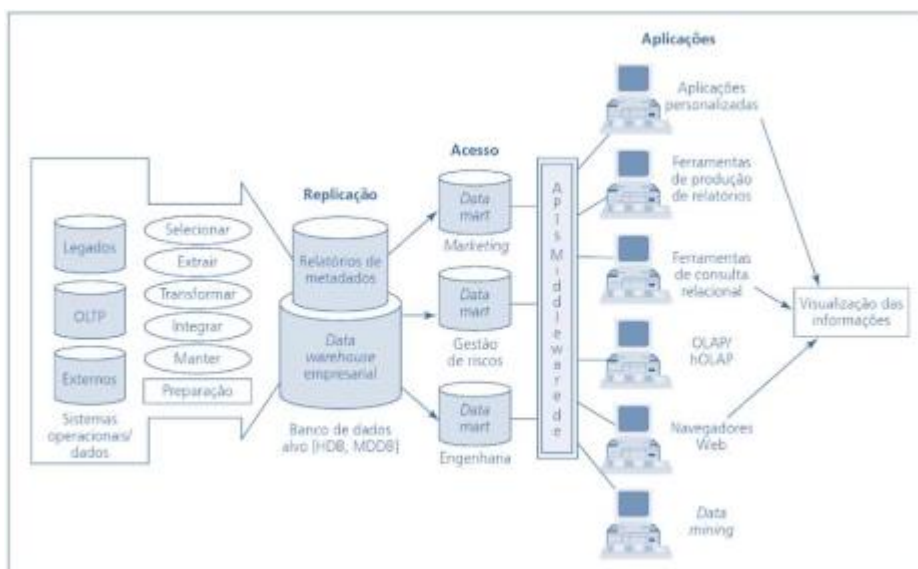 Aplicações
Aplicações
personalizadas
Ferramentas
de produção
de relatórios
Ferramentas
de consulta
relacional
OLAP/
hOLAP
Navegadores
Web
Data
mining
Visualização das
informações
Acesso
Data
mart
Marketing
Data
mart
Gestão
de riscos
Data
mart
Engenhana
APIs Middleware de
Replicação
Relatórios de
metadados
Data
warehouse
empresarial
Banco de dados
alvo [HDB, MDDB]
Selecionar
Extrair
Transformar
Integrar
Manter
Preparação
Legados
OLTP
Externos
Sistemas
operacionais/
dados